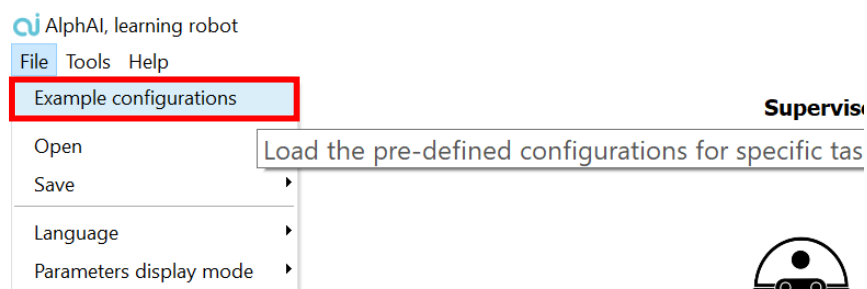 AlphAI, learning robot
File Tools Help
Example configurations
Open
Save
Language
Parameters display mode
Load the pre-defined configurations for specific tas
Supervise